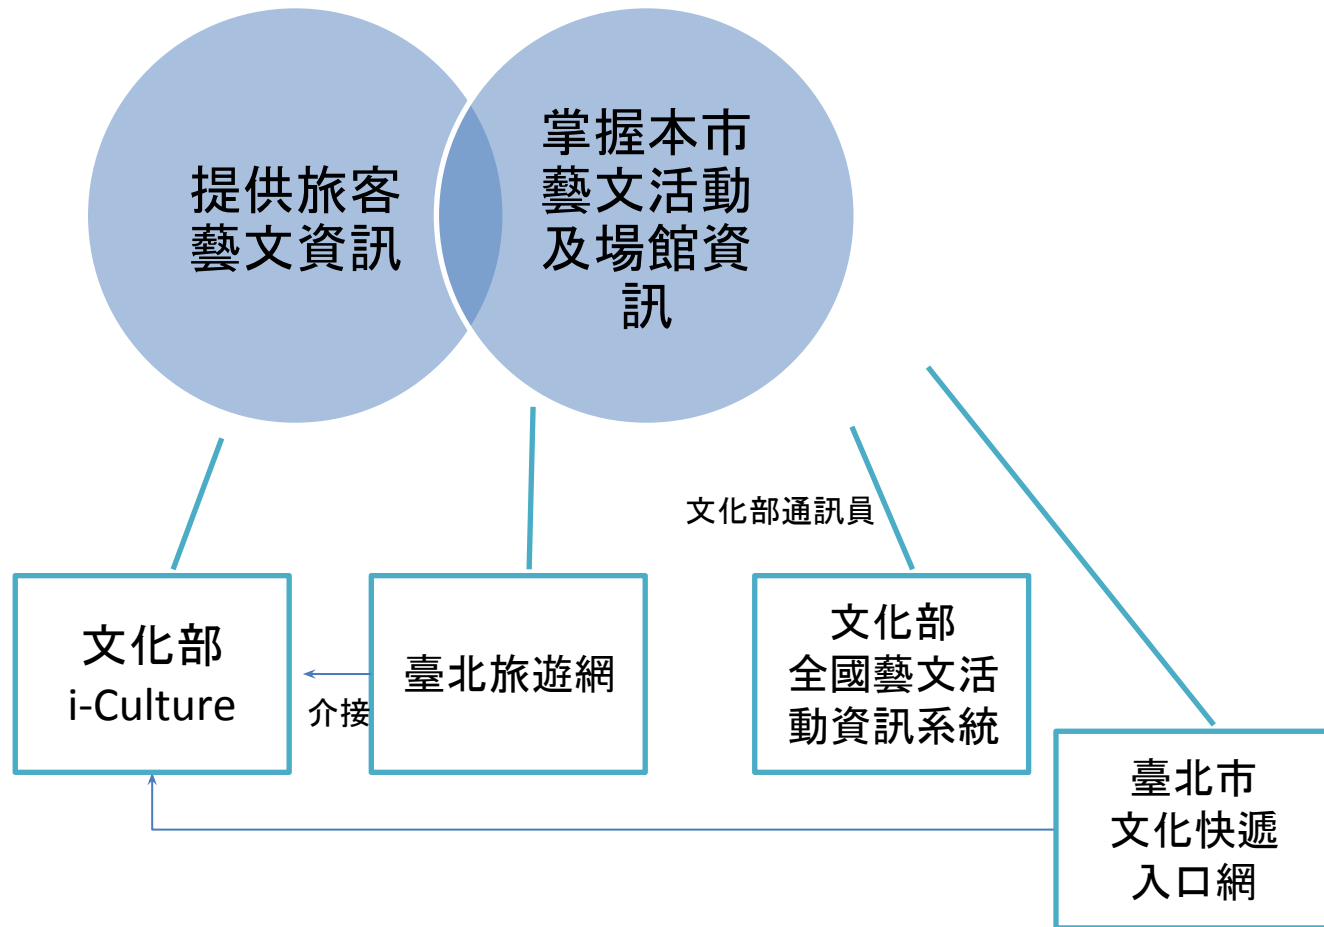 提供旅客
藝文資訊
掌握本市
藝文活動
及場館資
訊
文化部通訊員
文化部
i-Culture
介接
臺北旅遊網
文化部
全國藝文活
動資訊系統
臺北市
文化快遞
入口網